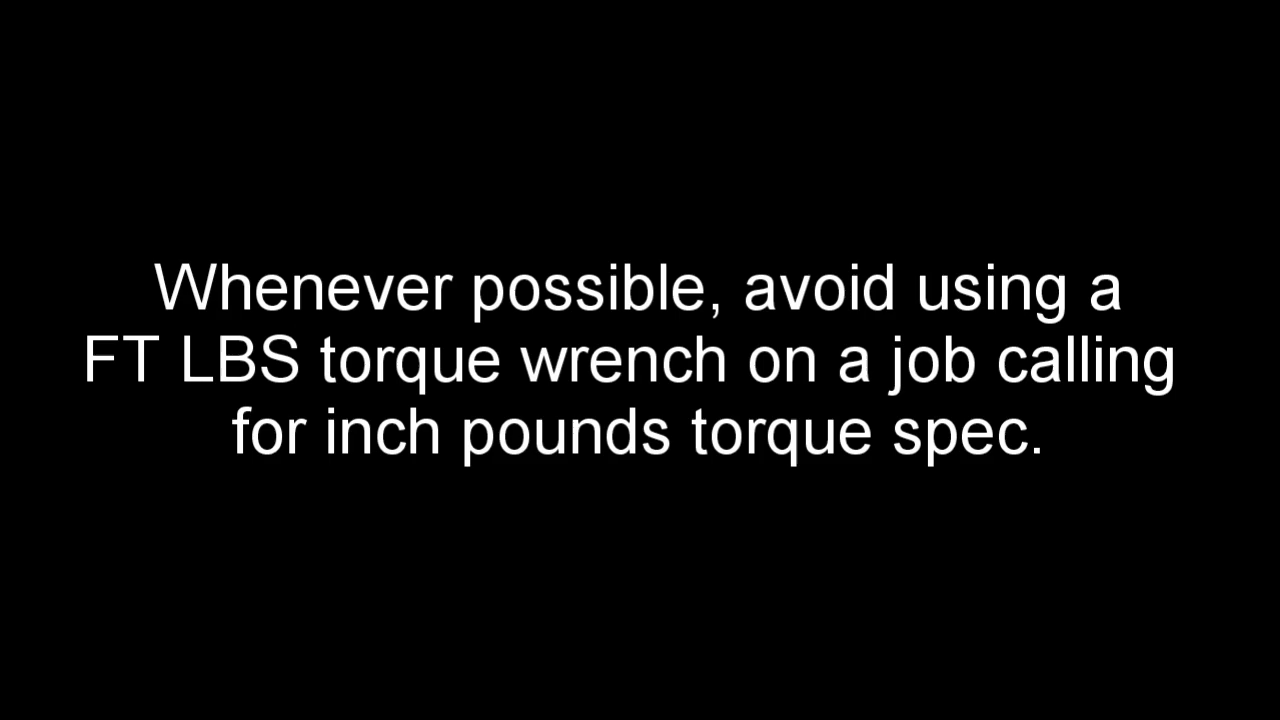 Whenever possible, avoid using a
FT LBS torque wrench on a job calling
for inch pounds torque spec.